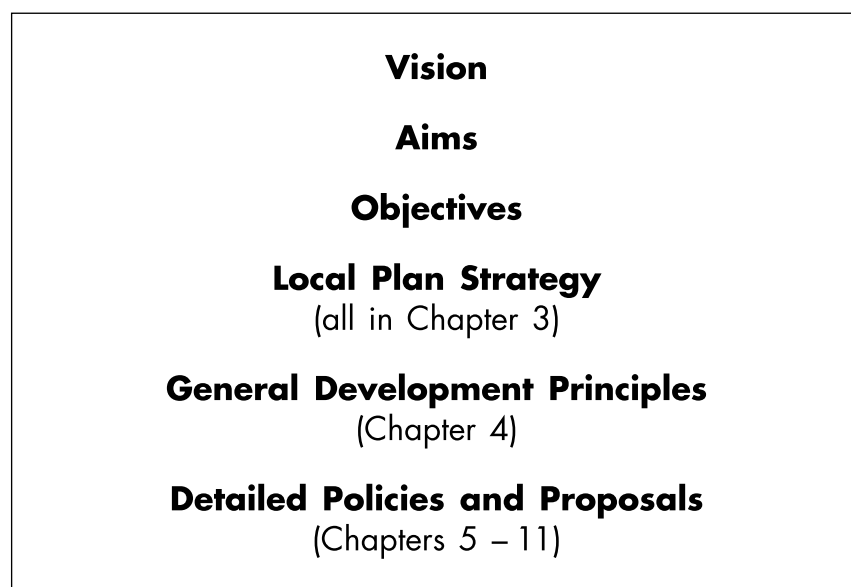 Vision
Aims
Objectives
Local Plan Strategy
(all in Chapter 3)
General Development Principles
(Chapter 4)
Detailed Policies and Proposals
(Chapters 5 – 11)